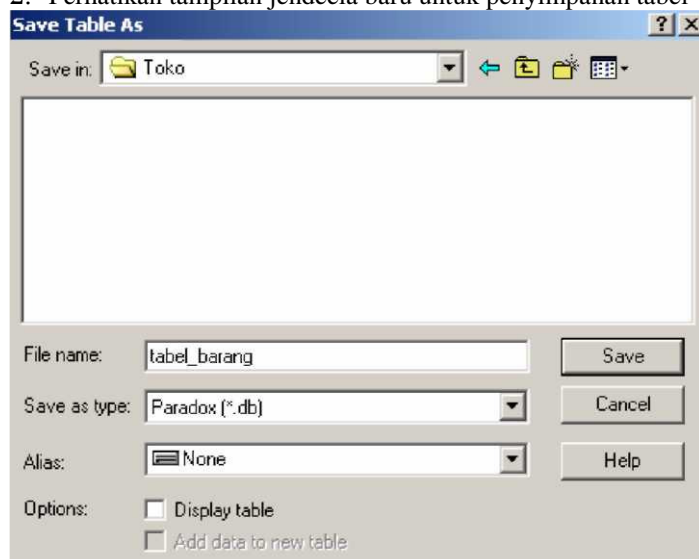 2. Perhatikan tampilan jendeela baru untuk penyimpanan tabel
Save Table As
Save in: Toko
File name: tabel_barang Save
Save as type: Paradox (*.db) Cancel
Alias: None Help
Options: Display table
Add data to new table